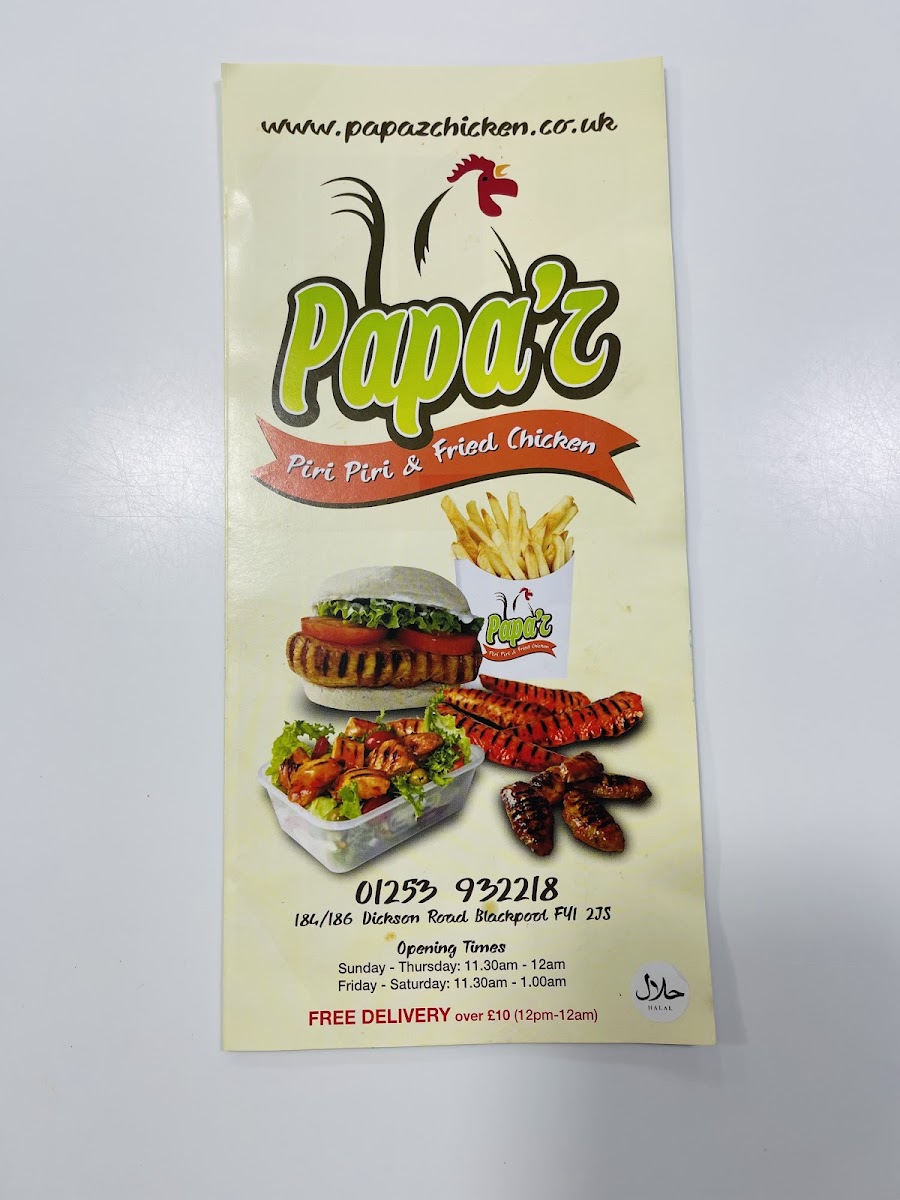 www.papazchicken.co.uk
Papa'z
Piri Piri & Fried Chicken
Papa'z
Piri Piri & Fried Chicken
01253 932218
184/186 Dickson Road Blackpool FY1 2JS
Opening Times
Sunday - Thursday: 11.30am - 12am
Friday - Saturday: 11.30am - 1.00am
FREE DELIVERY over £10 (12pm-12am)
حلال
HALAL